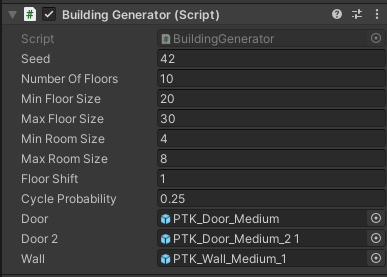 Building Generator (Script)
Script BuildingGenerator
Seed 42
Number Of Floors 10
Min Floor Size 20
Max Floor Size 30
Min Room Size 4
Max Room Size 8
Floor Shift 1
Cycle Probability 0.25
Door PTK_Door_Medium
Door 2 PTK_Door_Medium_2 1
Wall PTK_Wall_Medium_1